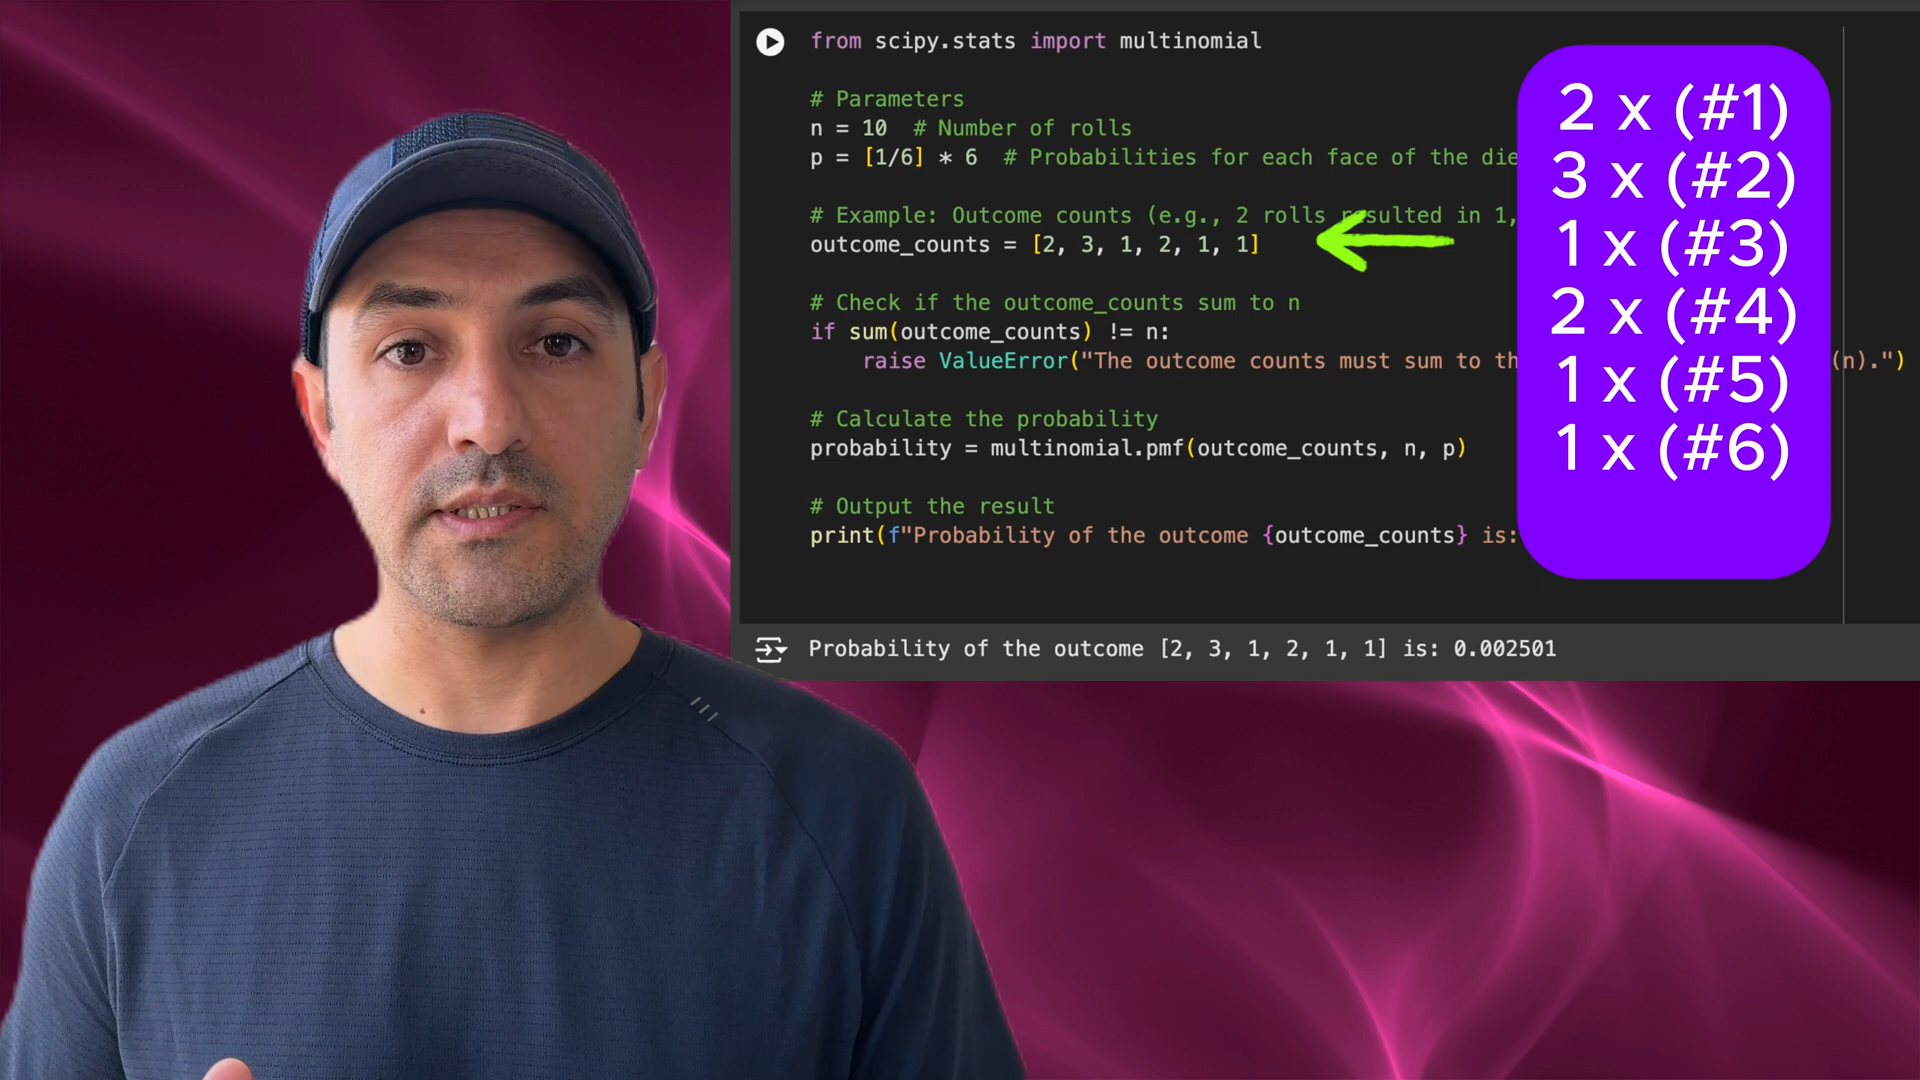 from scipy.stats import multinomial
# Parameters
n = 10  # Number of rolls
p = [1/6] * 6  # Probabilities for each face of the die
# Example: Outcome counts (e.g., 2 rolls resulted in 1,
outcome_counts = [2, 3, 1, 2, 1, 1]
# Check if the outcome_counts sum to n
if sum(outcome_counts) != n:
raise ValueError("The outcome counts must sum to th (n).")
# Calculate the probability
probability = multinomial.pmf(outcome_counts, n, p)
# Output the result
print(f"Probability of the outcome {outcome_counts} is:
2 x (#1)
3 x (#2)
1 x (#3)
2 x (#4)
1 x (#5)
1 x (#6)
Probability of the outcome [2, 3, 1, 2, 1, 1] is: 0.002501